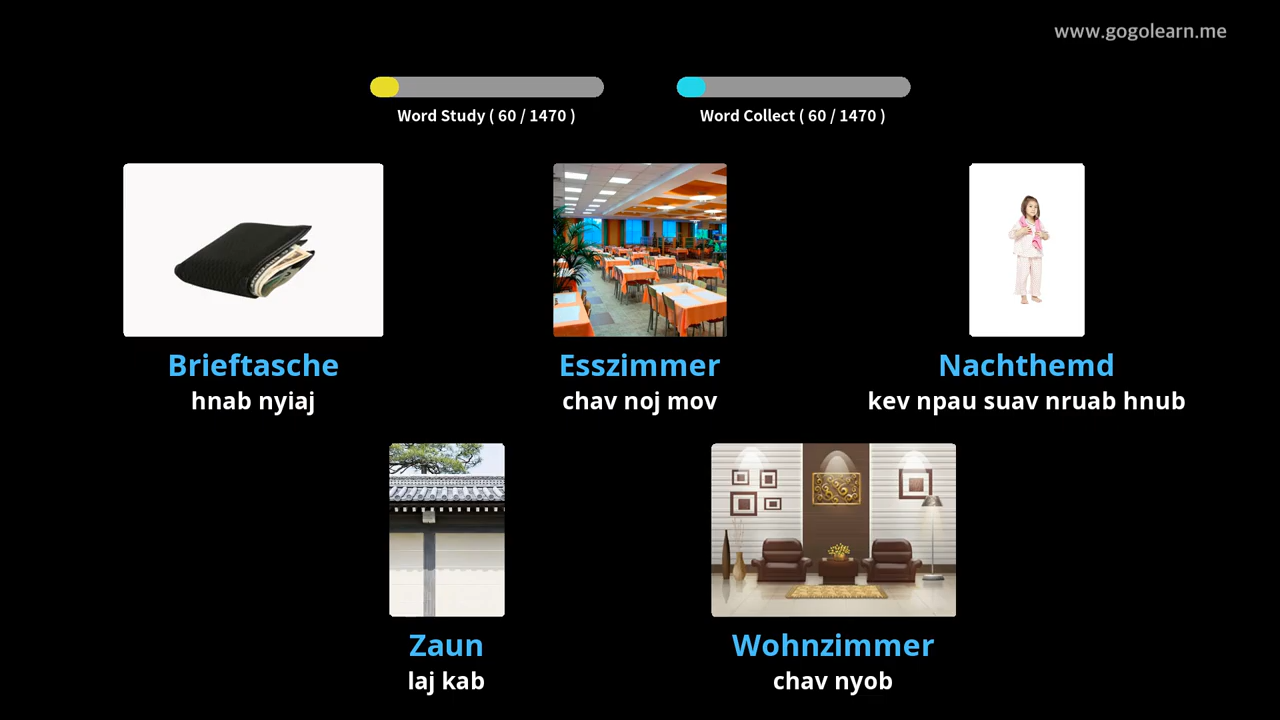 www.gogolearn.me
Word Study ( 60 / 1470 )
Word Collect ( 60 / 1470 )
Brieftasche
hnab nyiaj
Esszimmer
chav noj mov
Nachthemd
kev npau suav nruab hnub
Zaun
laj kab
Wohnzimmer
chav nyob